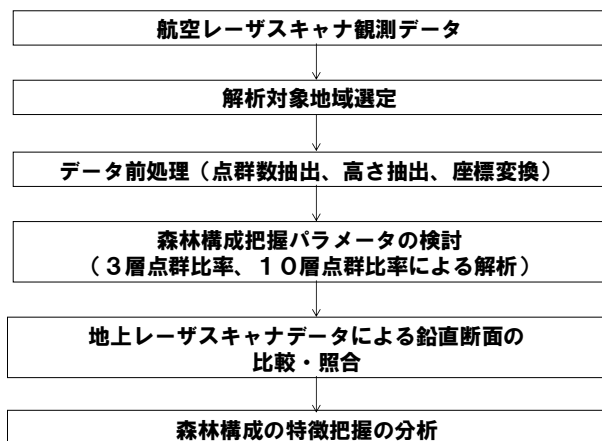 航空レーザスキャナ観測データ
解析対象地域選定
データ前処理（点群数抽出、高さ抽出、座標変換）
森林構成把握パラメータの検討
（３層点群比率、１０層点群比率による解析）
地上レーザスキャナデータによる鉛直断面の
比較・照合
森林構成の特徴把握の分析